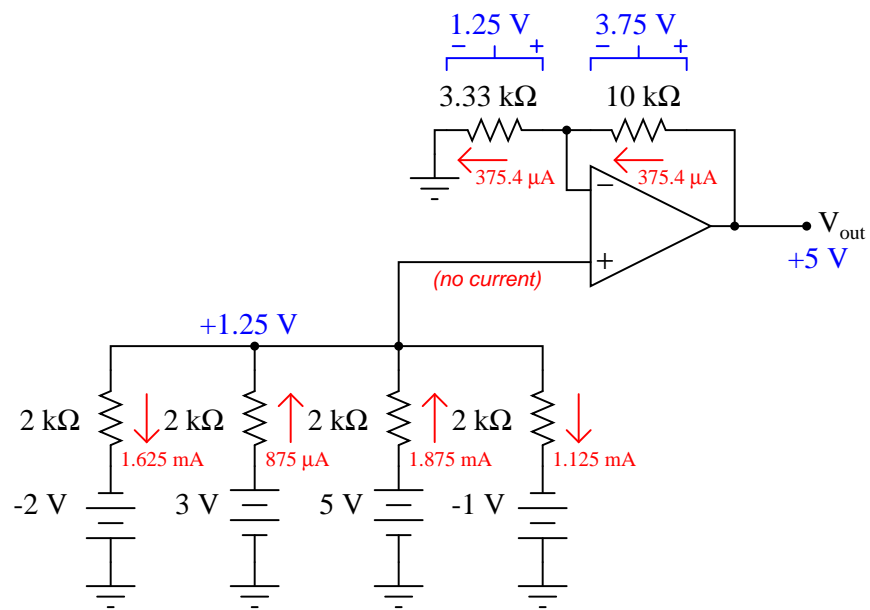 1.25 V
3.75 V
− +
− +
3.33 kΩ
10 kΩ
375.4 µA
375.4 µA
−
+
Vout
+5 V
(no current)
+1.25 V
2 kΩ
2 kΩ
2 kΩ
2 kΩ
1.625 mA
875 µA
1.875 mA
1.125 mA
-2 V
3 V
5 V
-1 V